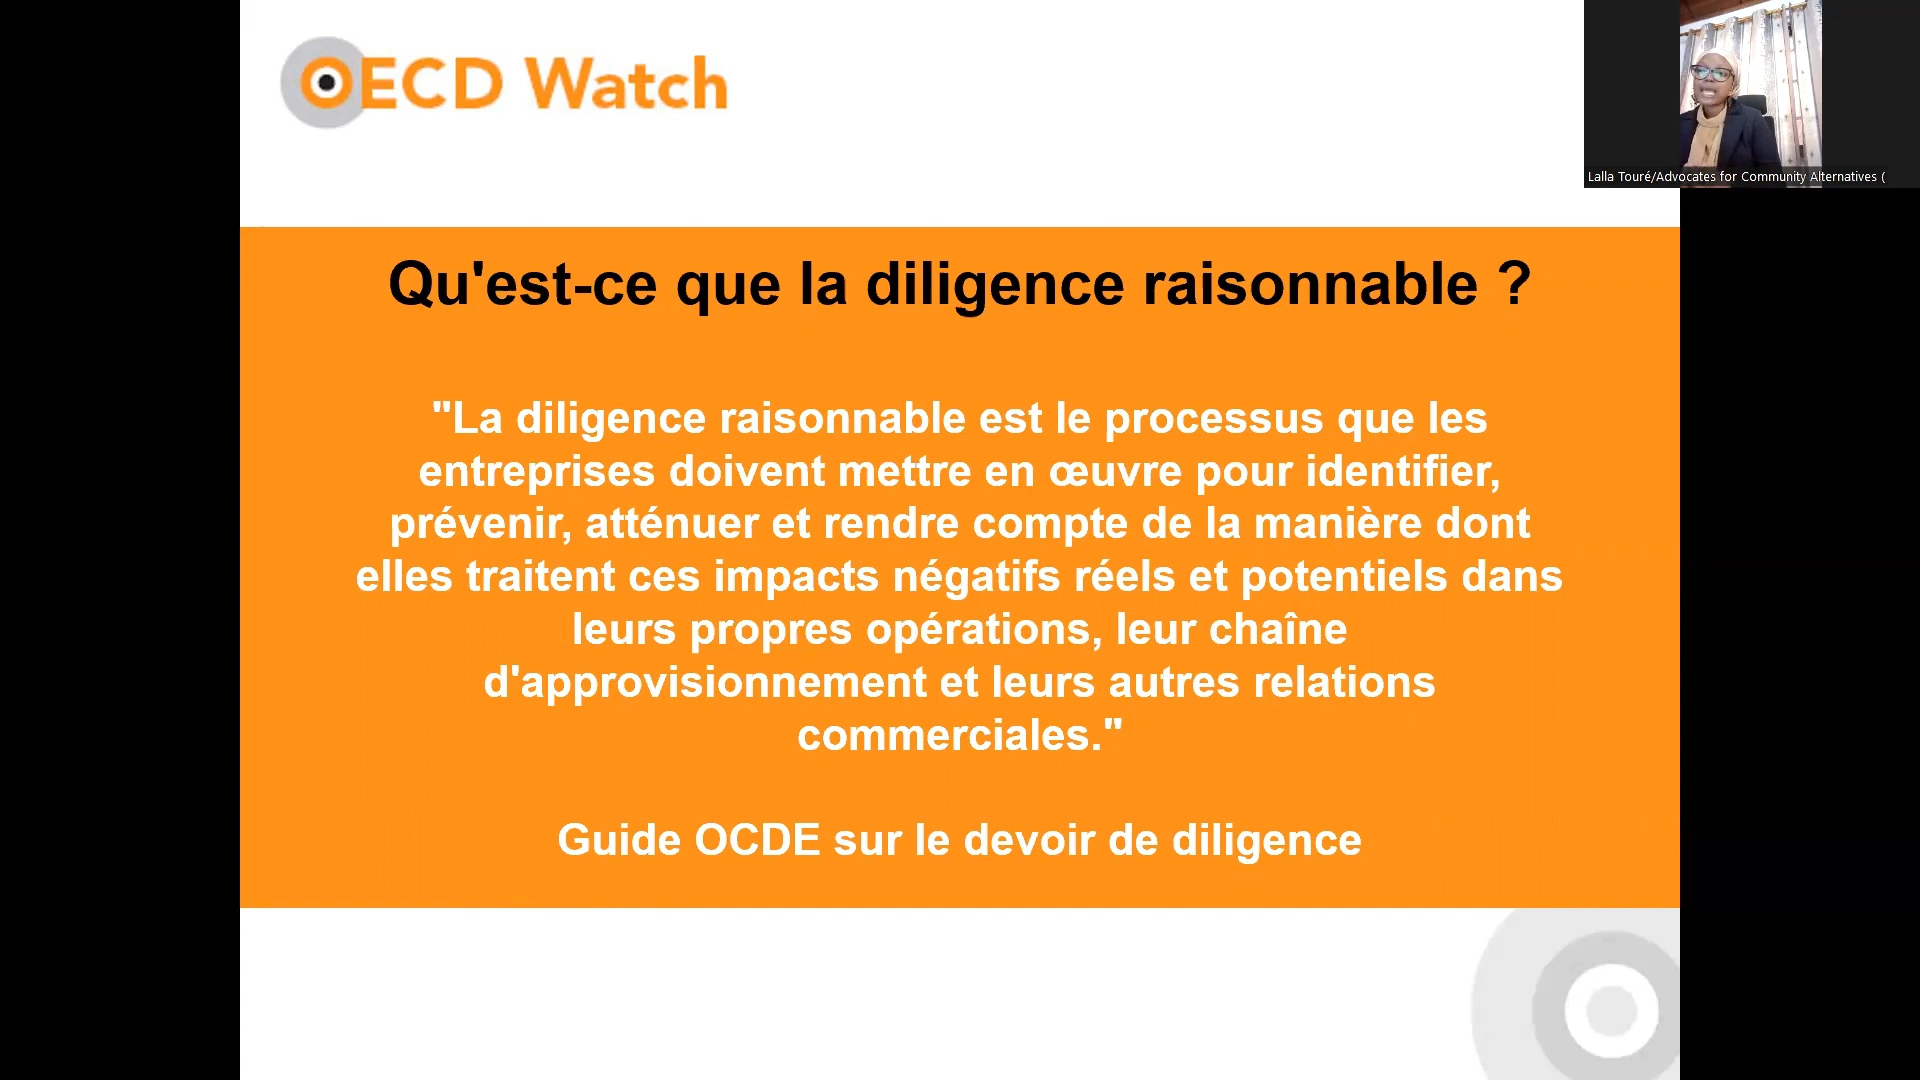 OECD Watch
Lalla Touré/Advocates for Community Alternatives (
Qu'est-ce que la diligence raisonnable ?
"La diligence raisonnable est le processus que les
entreprises doivent mettre en œuvre pour identifier,
prévenir, atténuer et rendre compte de la manière dont
elles traitent ces impacts négatifs réels et potentiels dans
leurs propres opérations, leur chaîne
d'approvisionnement et leurs autres relations
commerciales."
Guide OCDE sur le devoir de diligence